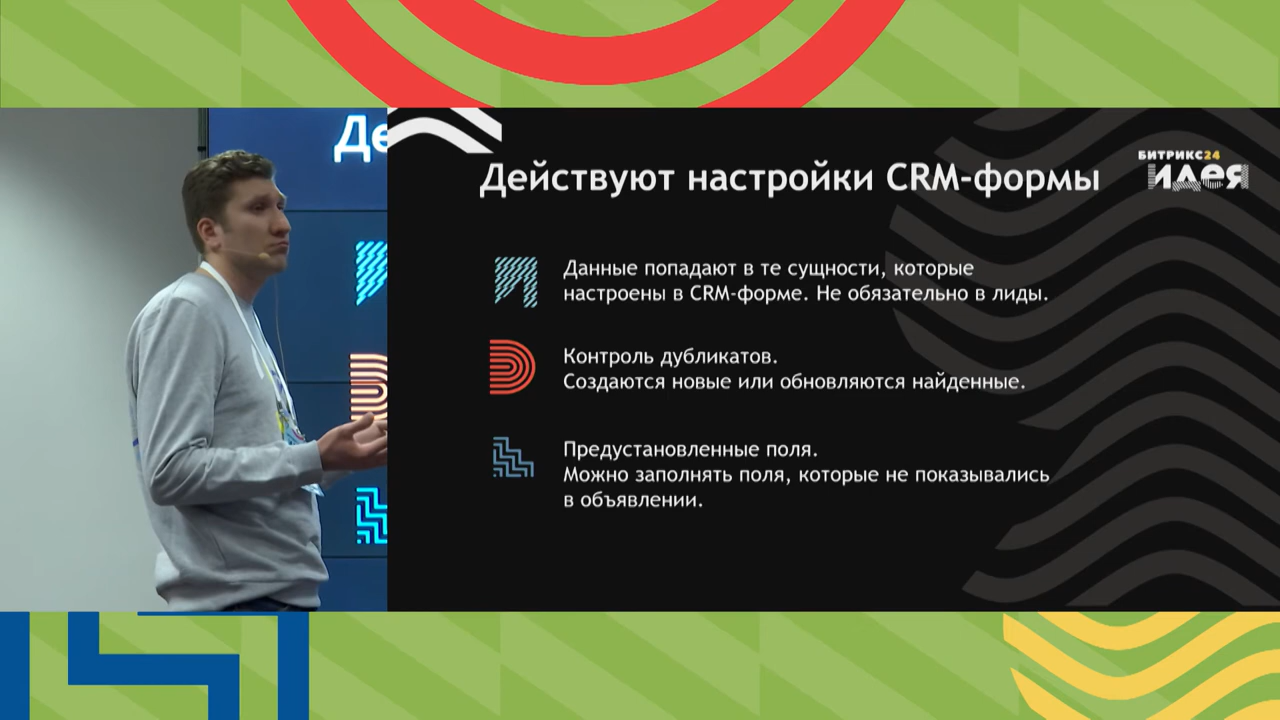 Де
Действуют настройки CRM-формы
БИТРИКС24
идея
Данные попадают в те сущности, которые
настроены в CRM-форме. Не обязательно в лиды.
Контроль дубликатов.
Создаются новые или обновляются найденные.
Предустановленные поля.
Можно заполнять поля, которые не показывались
в объявлении.